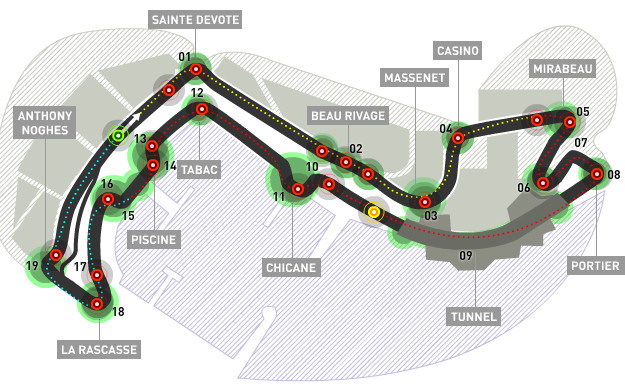 SAINTE DEVOTE
01
CASINO
MIRABEAU
MASSENET
12
ANTHONY
NOGHES
BEAU RIVAGE
04
05
13
02
07
14
TABAC
10
11
06
08
16
15
03
PISCINE
09
19
17
CHICANE
PORTIER
18
TUNNEL
LA RASCASSE